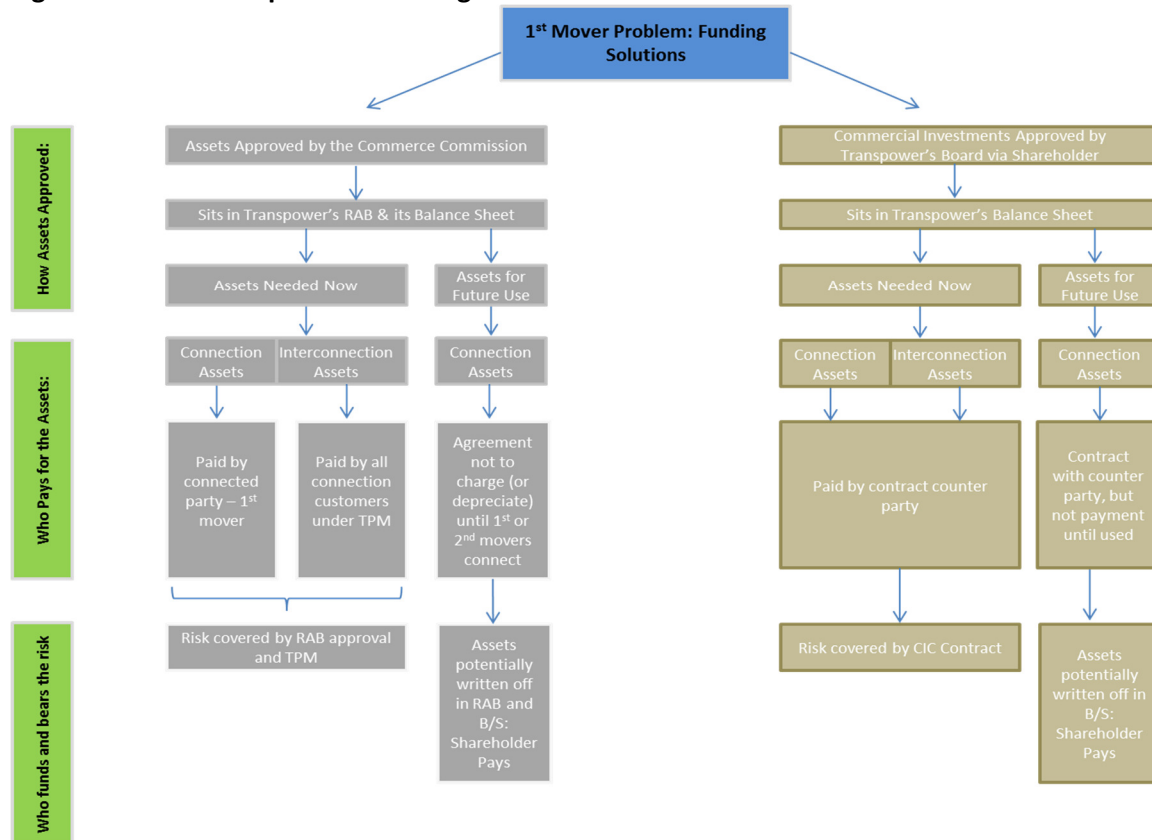 1st Mover Problem: Funding
Solutions
How Assets Approved:
Assets Approved by the Commerce Commission
Sits in Transpower's RAB & its Balance Sheet
Assets Needed Now
Assets for
Future Use
Commercial Investments Approved by
Transpower's Board via Shareholder
Sits in Transpower's Balance Sheet
Assets Needed Now
Assets for
Future Use
Who Pays for the Assets:
Connection
Assets
Interconnection
Assets
Connection
Assets
Paid by
connected
party – 1st
mover
Paid by all
connection
customers
under TPM
Agreement
not to
charge (or
depreciate)
until 1st or
2nd movers
connect
Connection
Assets
Interconnection
Assets
Connection
Assets
Paid by contract counter
party
Contract
with counter
party, but
not payment
until used
Who funds and bears the risk
Risk covered by RAB approval
and TPM
Assets
potentially
written off
in RAB and
B/S:
Shareholder
Pays
Risk covered by CIC Contract
Assets
potentially
written off in
B/S:
Shareholder
Pays